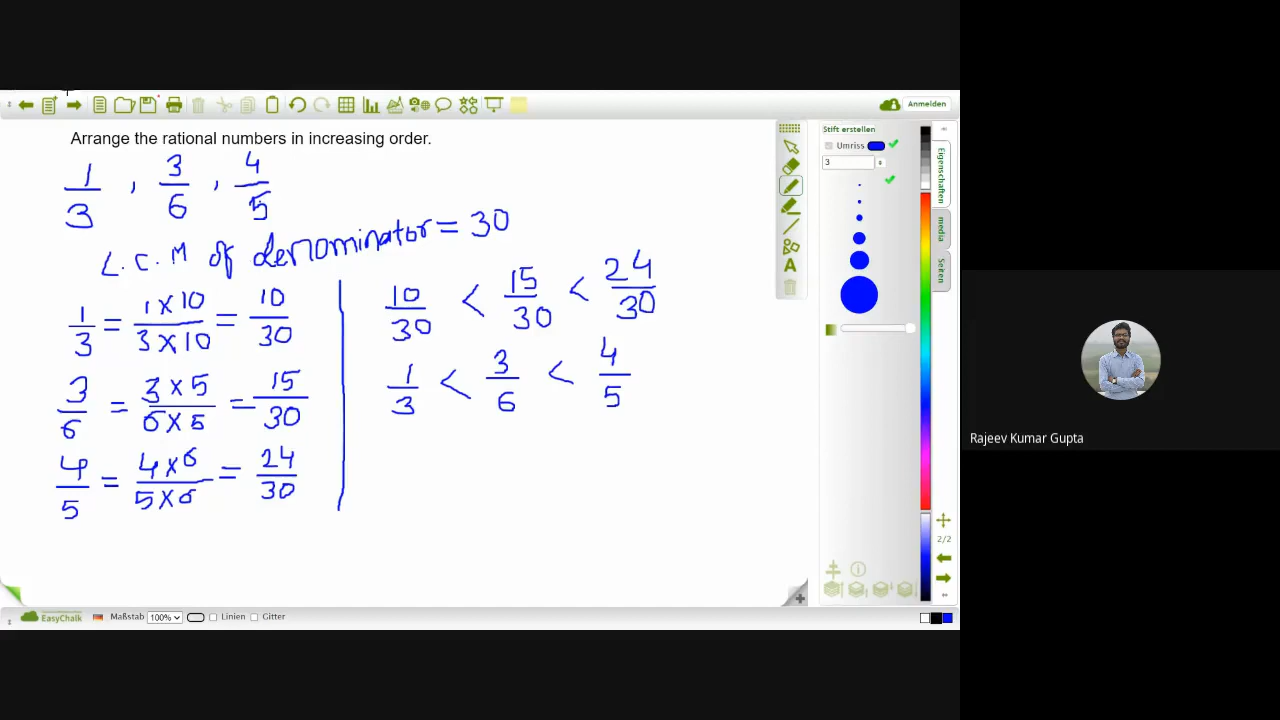 Anmelden
Arrange the rational numbers in increasing order.
1/3 , 3/6 , 4/5
L.C.M of denominator = 30
1/3 = 1 x 10 / 3 x 10 = 10/30
3/6 = 3 x 5 / 6 x 5 = 15/30
4/5 = 4 x 6 / 5 x 6 = 24/30
10/30 < 15/30 < 24/30
1/3 < 3/6 < 4/5
Stift erstellen
Umriss
3
Eigenschaften
media
Seiten
2/2
EasyChalk
Maßstab 100% Linien Gitter
Rajeev Kumar Gupta